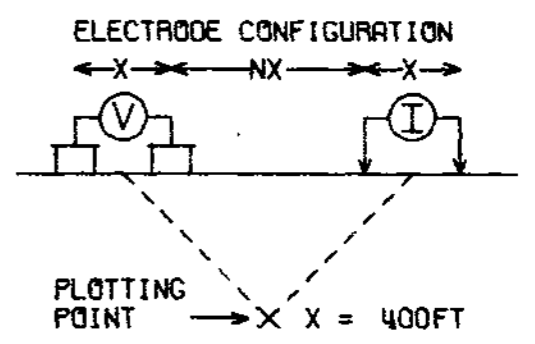 ELECTRODE CONFIGURATION
X NX X
V I
PLOTTING
POINT X X = 400FT